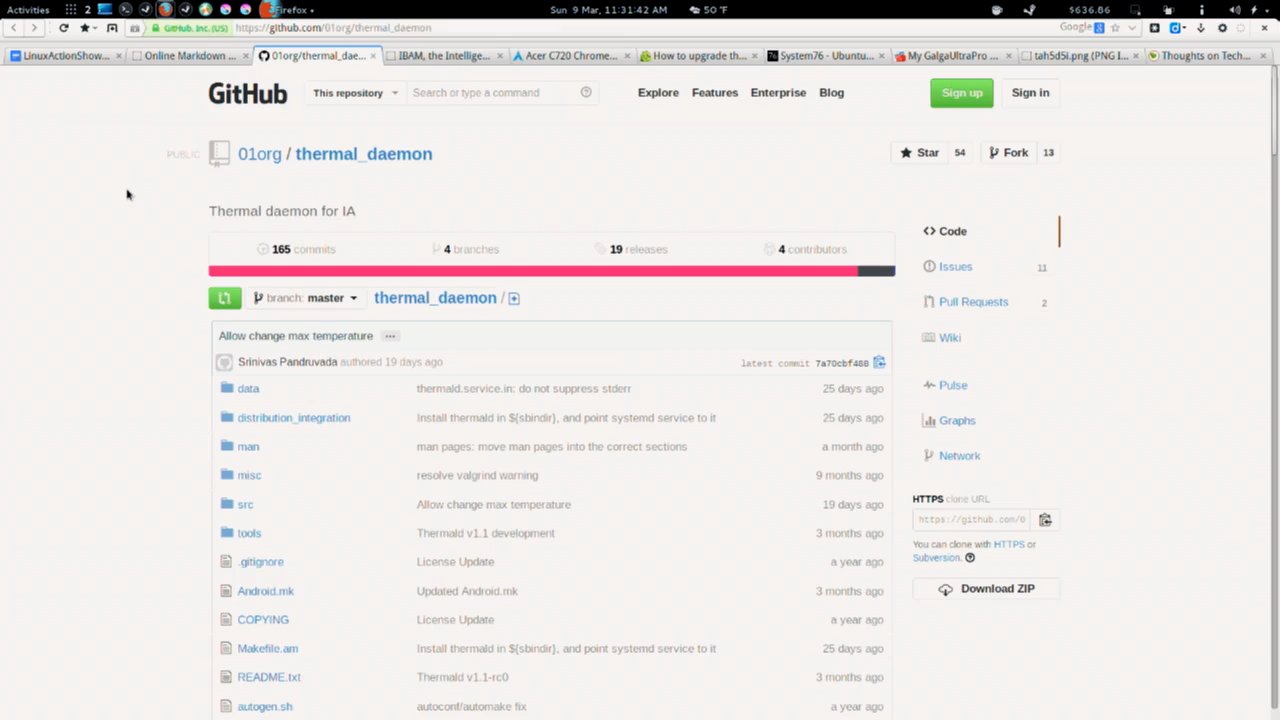 Activities 2 Firefox Sun 9 Mar, 11:31:42 AM 50 °F $636.86
GitHub, Inc. (US) https://github.com/01org/thermal_daemon Google
LinuxActionShow... Online Markdown ... 01org/thermal_dae... IBAM, the Intellige... Acer C720 Chrome... How to upgrade th... System76 - Ubuntu... My GalgaUltraPro ... tah5d5i.png (PNG I... Thoughts on Tech...
GitHub This repository Search or type a command Explore Features Enterprise Blog Sign up Sign in
PUBLIC 01org / thermal_daemon Star 54 Fork 13
Thermal daemon for IA
165 commits 4 branches 19 releases 4 contributors
branch: master thermal_daemon /
Allow change max temperature ...
Srinivas Pandruvada authored 19 days ago latest commit 7a70cbf488
data thermald.service.in: do not suppress stderr 25 days ago
distribution_integration Install thermald in ${sbindir}, and point systemd service to it 25 days ago
man man pages: move man pages into the correct sections a month ago
misc resolve valgrind warning 9 months ago
src Allow change max temperature 19 days ago
tools Thermald v1.1 development 3 months ago
.gitignore License Update a year ago
Android.mk Updated Android.mk 3 months ago
COPYING License Update a year ago
Makefile.am Install thermald in ${sbindir}, and point systemd service to it 25 days ago
README.txt Thermald v1.1-rc0 3 months ago
autogen.sh autoconf/automake fix a year ago
Code
Issues 11
Pull Requests 2
Wiki
Pulse
Graphs
Network
HTTPS clone URL
https://github.com/0
You can clone with HTTPS or
Subversion.
Download ZIP